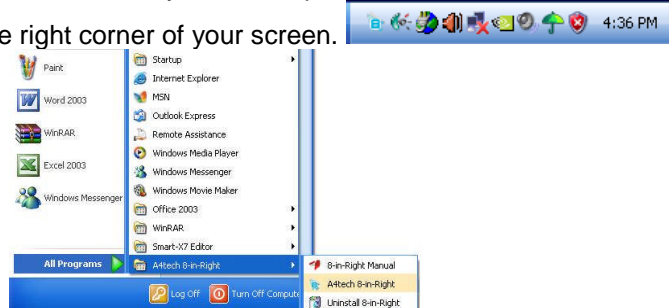 4:36 PM
e right corner of your screen.
Paint
Word 2003
WinRAR
Excel 2003
Windows Messenger
All Programs
Startup
Internet Explorer
MSN
Outlook Express
Remote Assistance
Windows Media Player
Windows Messenger
Windows Movie Maker
Office 2003
WinRAR
Smart-X7 Editor
A4tech 8-in-Right
8-in-Right Manual
A4tech 8-in-Right
Uninstall 8-in-Right
Log Off
Turn Off Compute